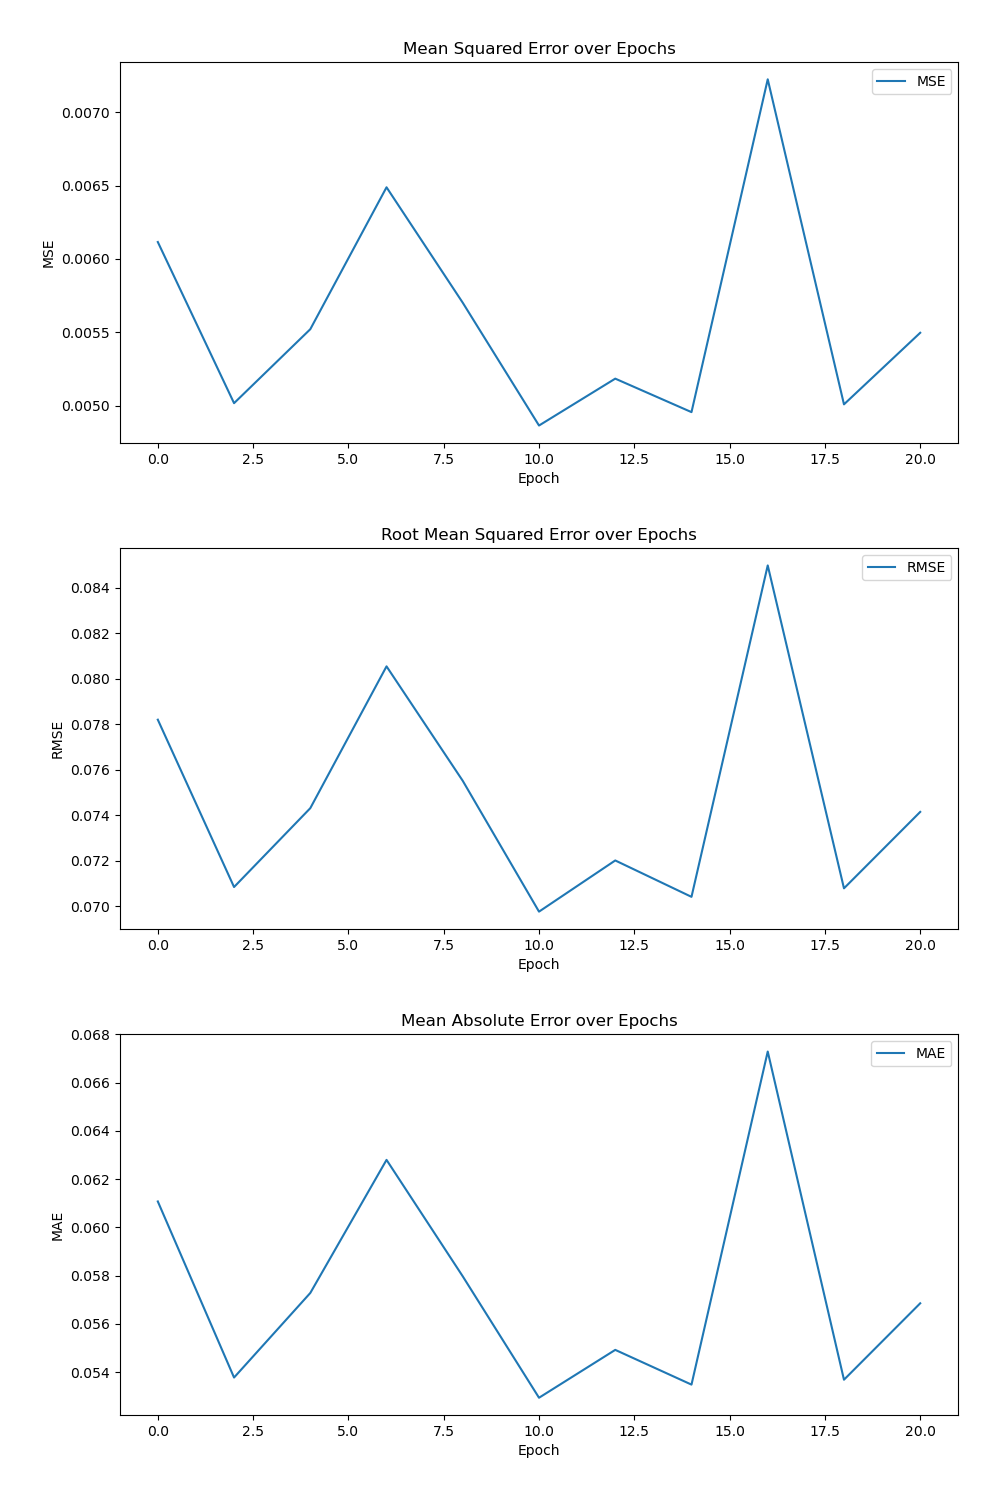 Mean Squared Error over Epochs
MSE
0.0070
0.0065
0.0060
0.0055
0.0050
MSE
0.0 2.5 5.0 7.5 10.0 12.5 15.0 17.5 20.0
Epoch
Root Mean Squared Error over Epochs
RMSE
0.084
0.082
0.080
0.078
0.076
0.074
0.072
0.070
RMSE
0.0 2.5 5.0 7.5 10.0 12.5 15.0 17.5 20.0
Epoch
Mean Absolute Error over Epochs
MAE
0.068
0.066
0.064
0.062
0.060
0.058
0.056
0.054
MAE
0.0 2.5 5.0 7.5 10.0 12.5 15.0 17.5 20.0
Epoch